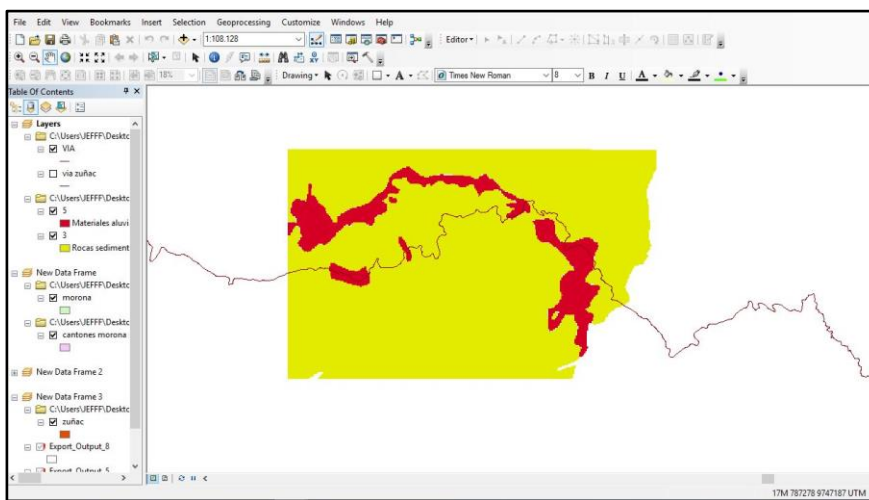 File Edit View Bookmarks Insert Selection Geoprocessing Customize Windows Help
1:108.128 Editor
18% Drawing A Times New Roman 8 B I U A
Table Of Contents
Layers
C:\Users\JEFFF\Deskto
VIA
via zuñac
C:\Users\JEFFF\Deskto
5
Materiales aluvi
3
Rocas sediment
New Data Frame
C:\Users\JEFFF\Deskto
morona
C:\Users\JEFFF\Deskto
cantones morona
New Data Frame 2
New Data Frame 3
C:\Users\JEFFF\Deskto
zuñac
Export_Output_8
Export_Output_5
17M 787278 9747187 UTM